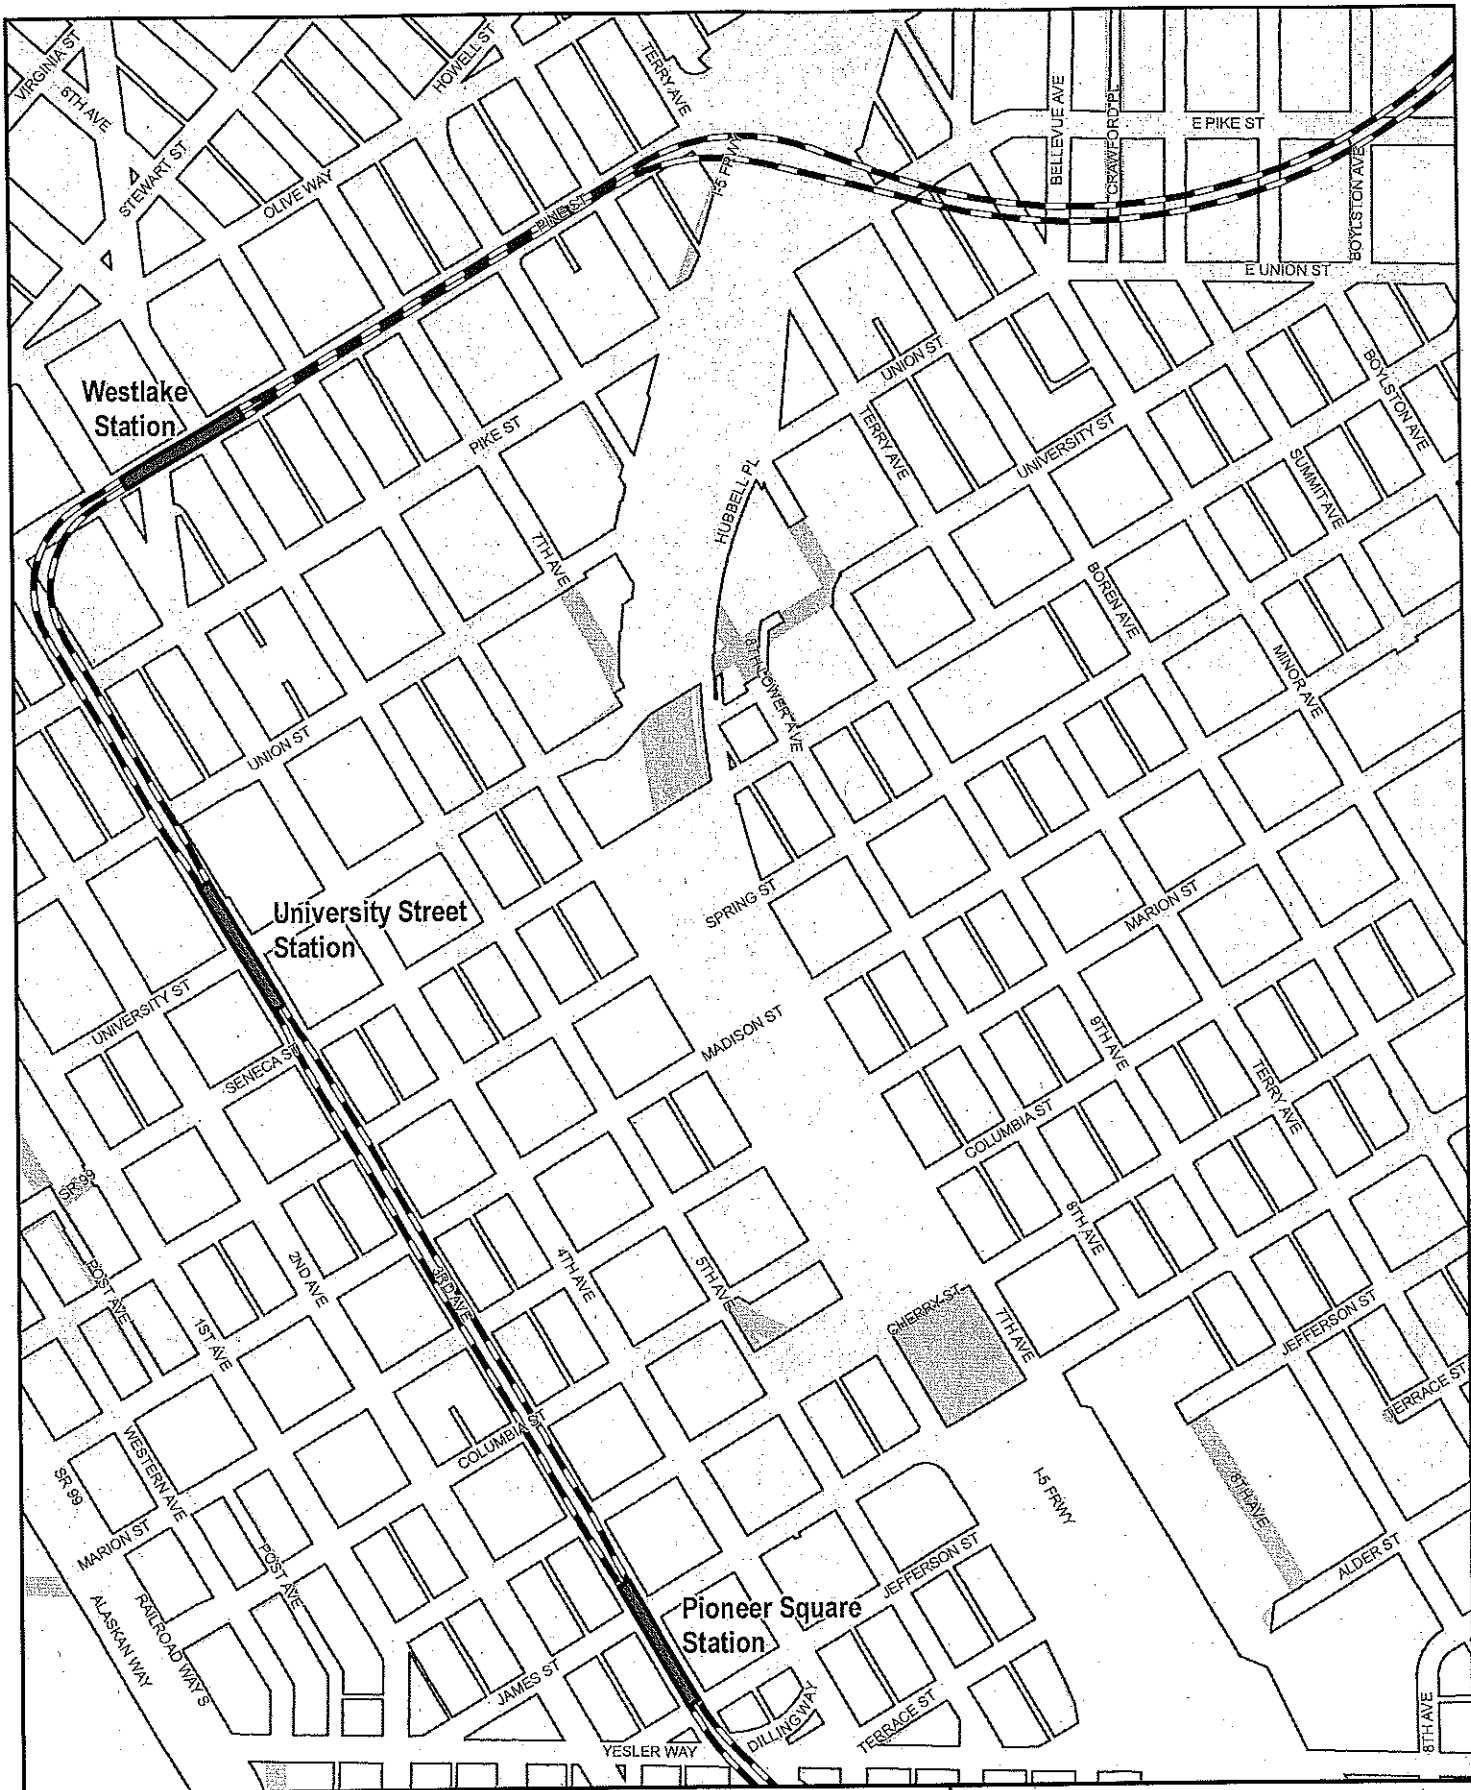 VIRGINIA ST
6TH AVE
HOWELL ST
TERRY AVE
BELLEVUE AVE
CRAWFORD PL
E PIKE ST
BOYLSTON AVE
STEWART ST
OLIVE WAY
PINE ST
I-5 FRWY
E UNION ST
Westlake
Station
PIKE ST
UNION ST
TERRY AVE
UNIVERSITY ST
BOYLSTON AVE
SUMMIT AVE
HUBBELL PL
7TH AVE
BOREN AVE
MINOR AVE
8TH LOWER AVE
UNION ST
University Street
Station
SPRING ST
MARION ST
UNIVERSITY ST
SENECA ST
MADISON ST
9TH AVE
TERRY AVE
COLUMBIA ST
SR 99
8TH AVE
POST AVE
2ND AVE
1ST AVE
3RD AVE
4TH AVE
5TH AVE
CHERRY ST
7TH AVE
JEFFERSON ST
TERRACE ST
COLUMBIA ST
WESTERN AVE
SR 99
I-5 FRWY
8TH AVE
MARION ST
POST AVE
ALDER ST
JEFFERSON ST
ALASKAN WAY
RAILROAD WAY S
Pioneer Square
Station
JAMES ST
DILLING WAY
TERRACE ST
YESLER WAY
8TH AVE